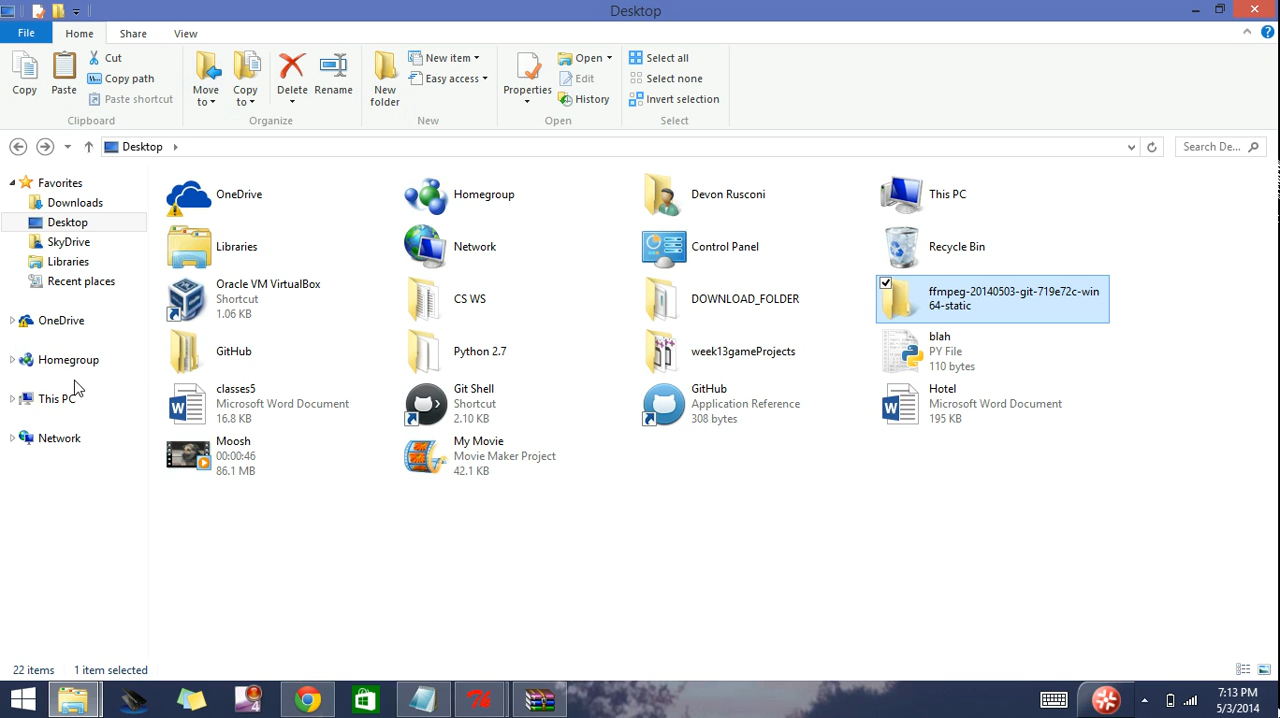 Desktop
File Home Share View
Copy
Paste
Cut
Copy path
Paste shortcut
Clipboard
Move to
Copy to
Delete
Rename
Organize
New folder
New item
Easy access
New
Properties
Open
Edit
History
Open
Select all
Select none
Invert selection
Select
Desktop
Search De...
Favorites
Downloads
Desktop
SkyDrive
Libraries
Recent places
OneDrive
Homegroup
This PC
Network
OneDrive
Homegroup
Devon Rusconi
This PC
Libraries
Network
Control Panel
Recycle Bin
Oracle VM VirtualBox
Shortcut
1.06 KB
CS WS
DOWNLOAD_FOLDER
ffmpeg-20140503-git-719e72c-win
64-static
GitHub
Python 2.7
week13gameProjects
blah
PY File
110 bytes
classes5
Microsoft Word Document
16.8 KB
Git Shell
Shortcut
2.10 KB
GitHub
Application Reference
308 bytes
Hotel
Microsoft Word Document
195 KB
Moosh
00:00:46
86.1 MB
My Movie
Movie Maker Project
42.1 KB
22 items 1 item selected
4
7:13 PM
5/3/2014